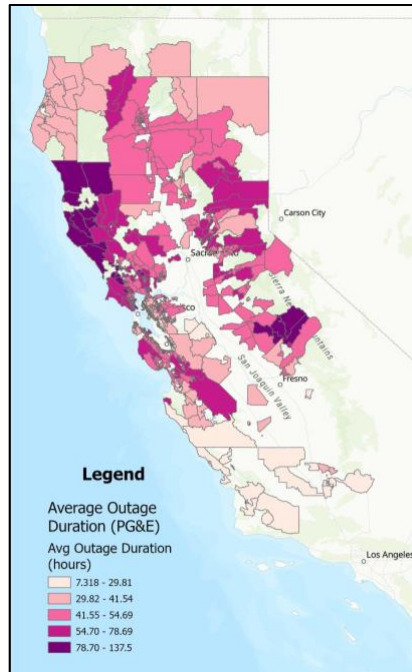 Carson City
Sierra Ne
Mountains
San Joaquin Valley
Fresno
Los Angeles
Legend
Average Outage
Duration (PG&E)
Avg Outage Duration
(hours)
7.318 - 29.81
29.82 - 41.54
41.55 - 54.69
54.70 - 78.69
78.70 - 137.5